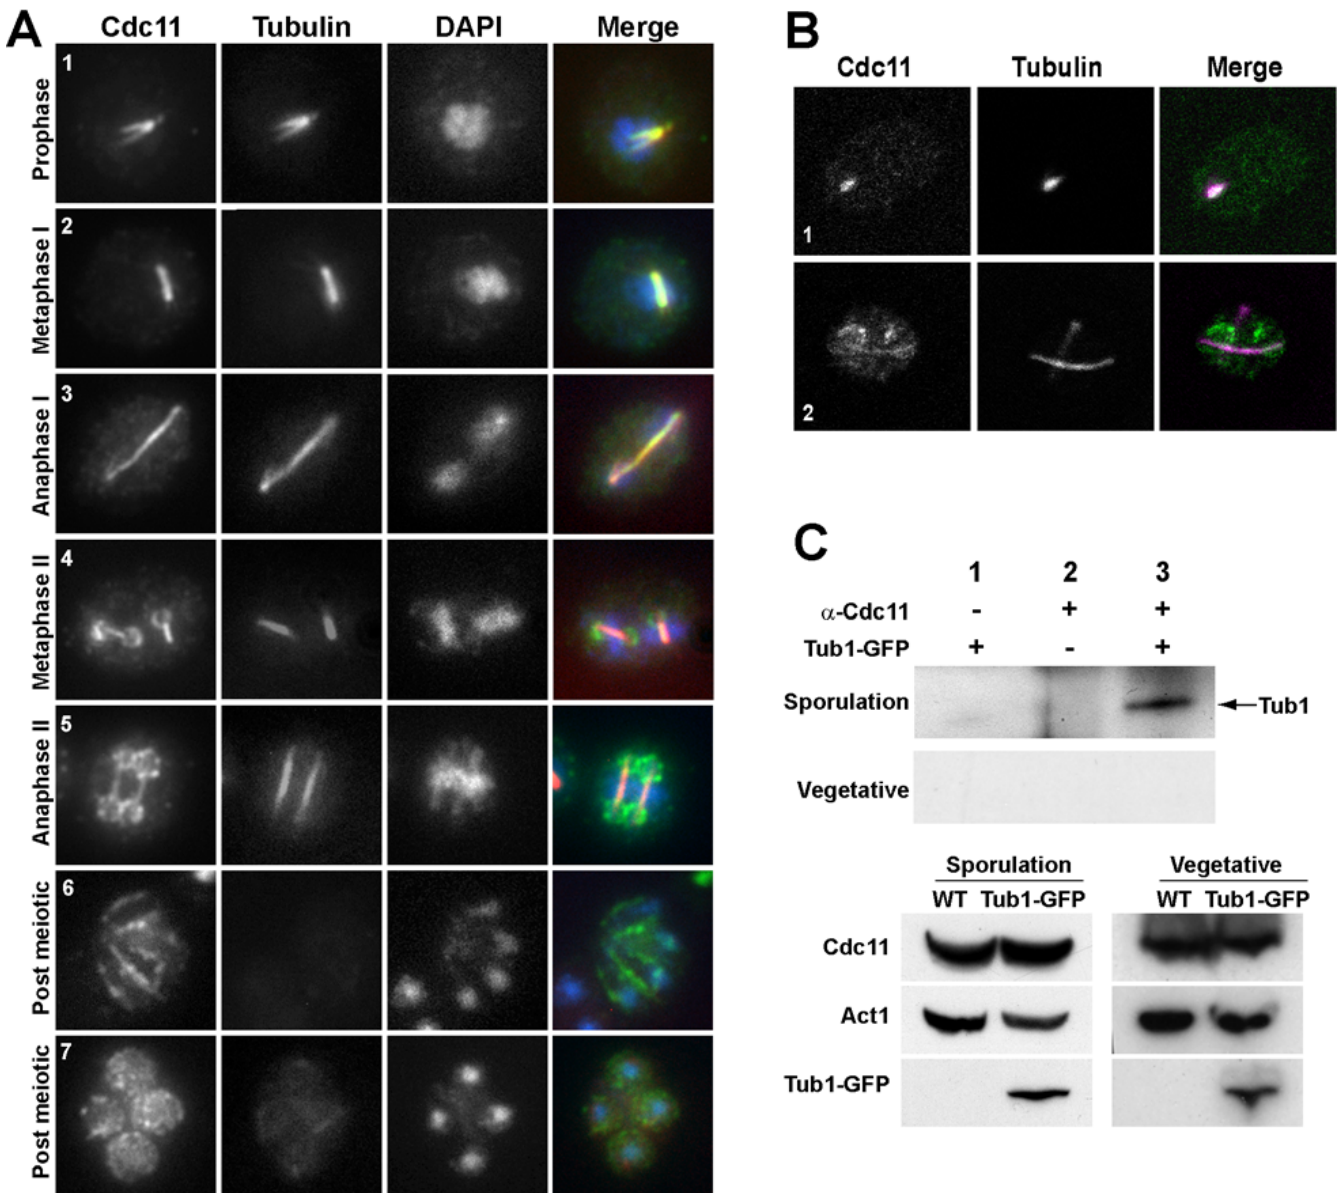 A
Cdc11 Tubulin DAPI Merge
Prophase 1
Metaphase I 2
Anaphase I 3
Metaphase II 4
Anaphase II 5
Post meiotic 6
Post meiotic 7
B
Cdc11 Tubulin Merge
1
2
C
1 2 3
α-Cdc11 - + +
Tub1-GFP + - +
Sporulation Tub1
Vegetative
Sporulation Vegetative
WT Tub1-GFP WT Tub1-GFP
Cdc11
Act1
Tub1-GFP